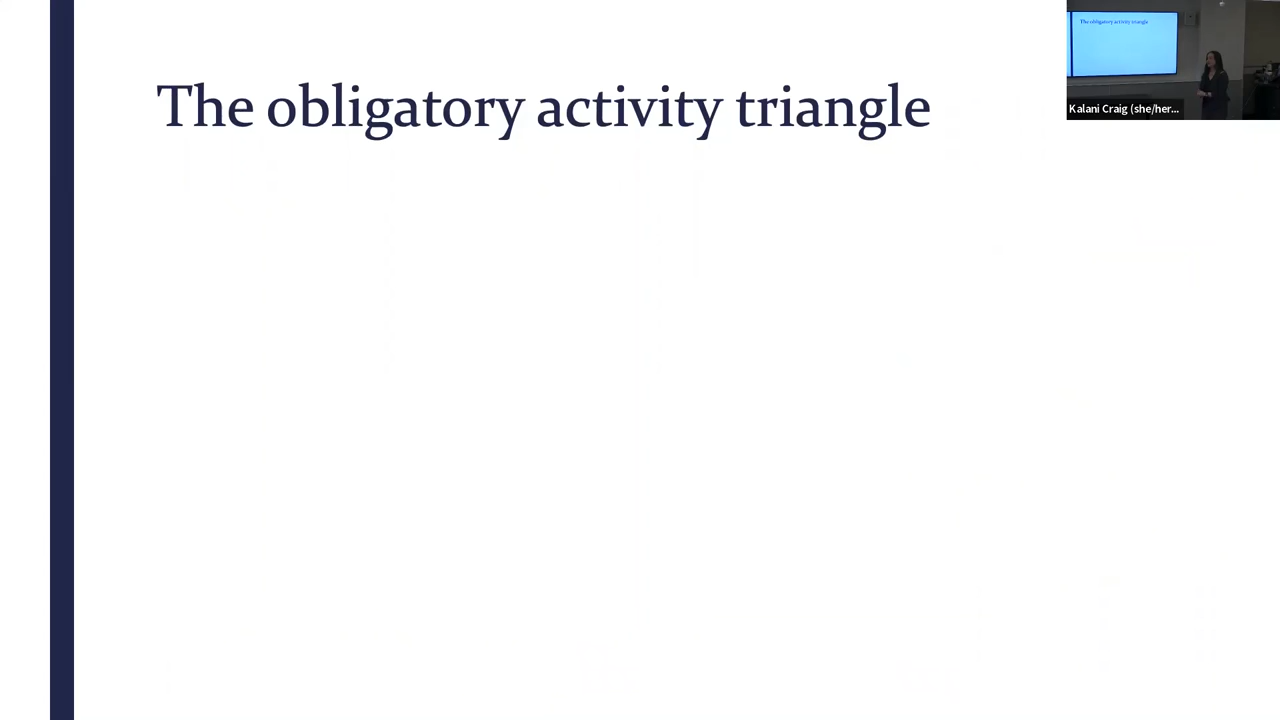 The obligatory activity triangle
The obligatory activity triangle
Kalani Craig (she/her...